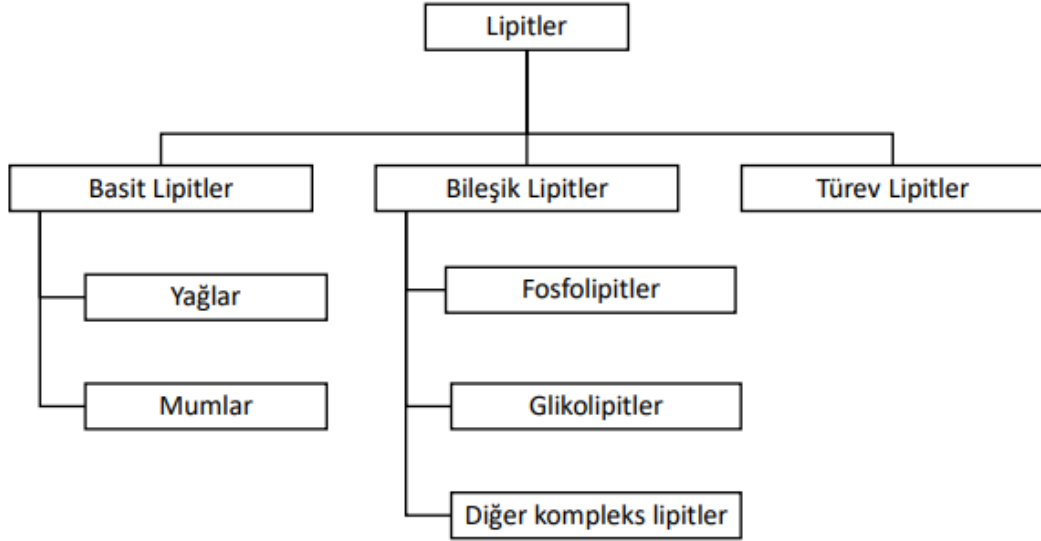 Lipitler
Basit Lipitler
Bileşik Lipitler
Türev Lipitler
Yağlar
Fosfolipitler
Mumlar
Glikolipitler
Diğer kompleks lipitler